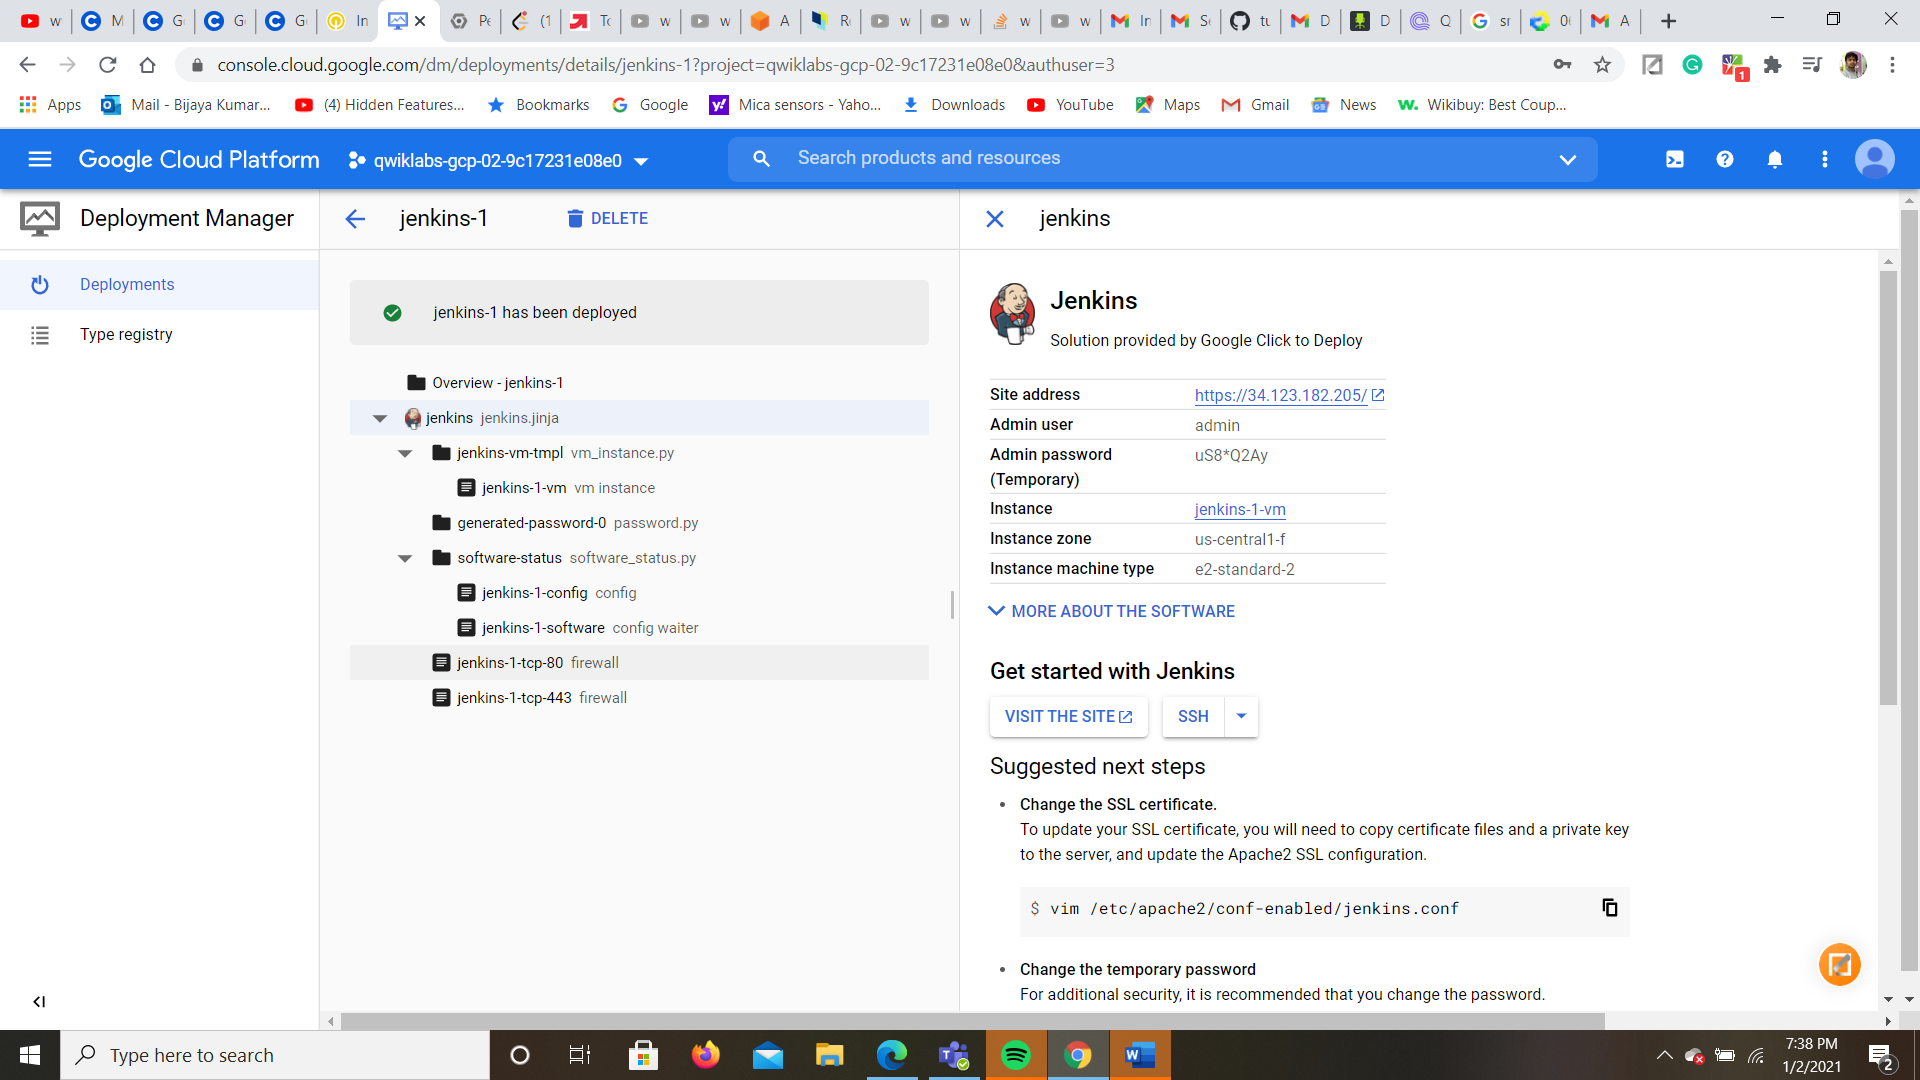 w
M
G
G
G
In
Pe
(1
To
w
w
A
R
w
w
w
w
In
Se
tu
D
D
Q
sr
0
A
console.cloud.google.com/dm/deployments/details/jenkins-1?project=qwiklabs-gcp-02-9c17231e08e0&authuser=3
1
Apps
Mail - Bijaya Kumar...
(4) Hidden Features...
Bookmarks
Google
Mica sensors - Yaho...
Downloads
YouTube
Maps
Gmail
News
Wikibuy: Best Coup...
Google Cloud Platform
qwiklabs-gcp-02-9c17231e08e0
Search products and resources
Deployment Manager
jenkins-1
DELETE
jenkins
Deployments
Type registry
jenkins-1 has been deployed
Overview - jenkins-1
jenkins jenkins.jinja
jenkins-vm-tmpl vm_instance.py
jenkins-1-vm vm instance
generated-password-0 password.py
software-status software_status.py
jenkins-1-config config
jenkins-1-software config waiter
jenkins-1-tcp-80 firewall
jenkins-1-tcp-443 firewall
Jenkins
Solution provided by Google Click to Deploy
Site address https://34.123.182.205/
Admin user admin
Admin password uS8*Q2Ay
(Temporary)
Instance jenkins-1-vm
Instance zone us-central1-f
Instance machine type e2-standard-2
MORE ABOUT THE SOFTWARE
Get started with Jenkins
VISIT THE SITE
SSH
Suggested next steps
• Change the SSL certificate.
To update your SSL certificate, you will need to copy certificate files and a private key
to the server, and update the Apache2 SSL configuration.
$ vim /etc/apache2/conf-enabled/jenkins.conf
• Change the temporary password
For additional security, it is recommended that you change the password.
Type here to search
7:38 PM
1/2/2021
2